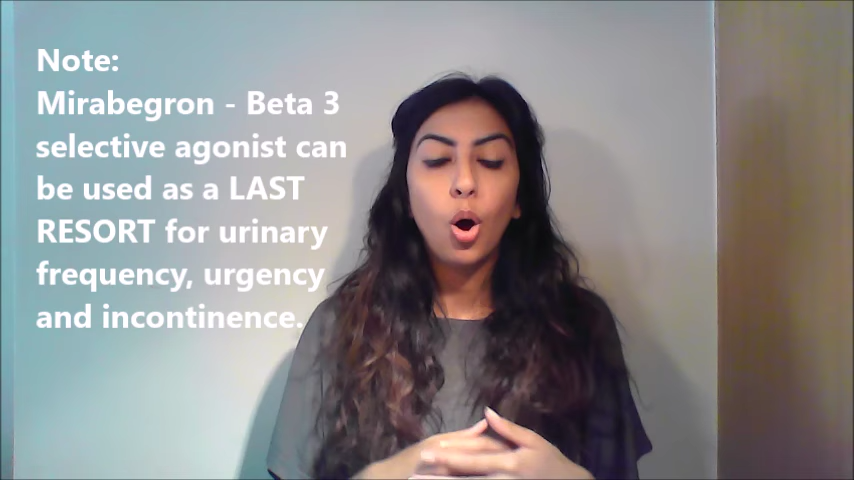 Note:
Mirabegron - Beta 3
selective agonist can
be used as a LAST
RESORT for urinary
frequency, urgency
and incontinence.